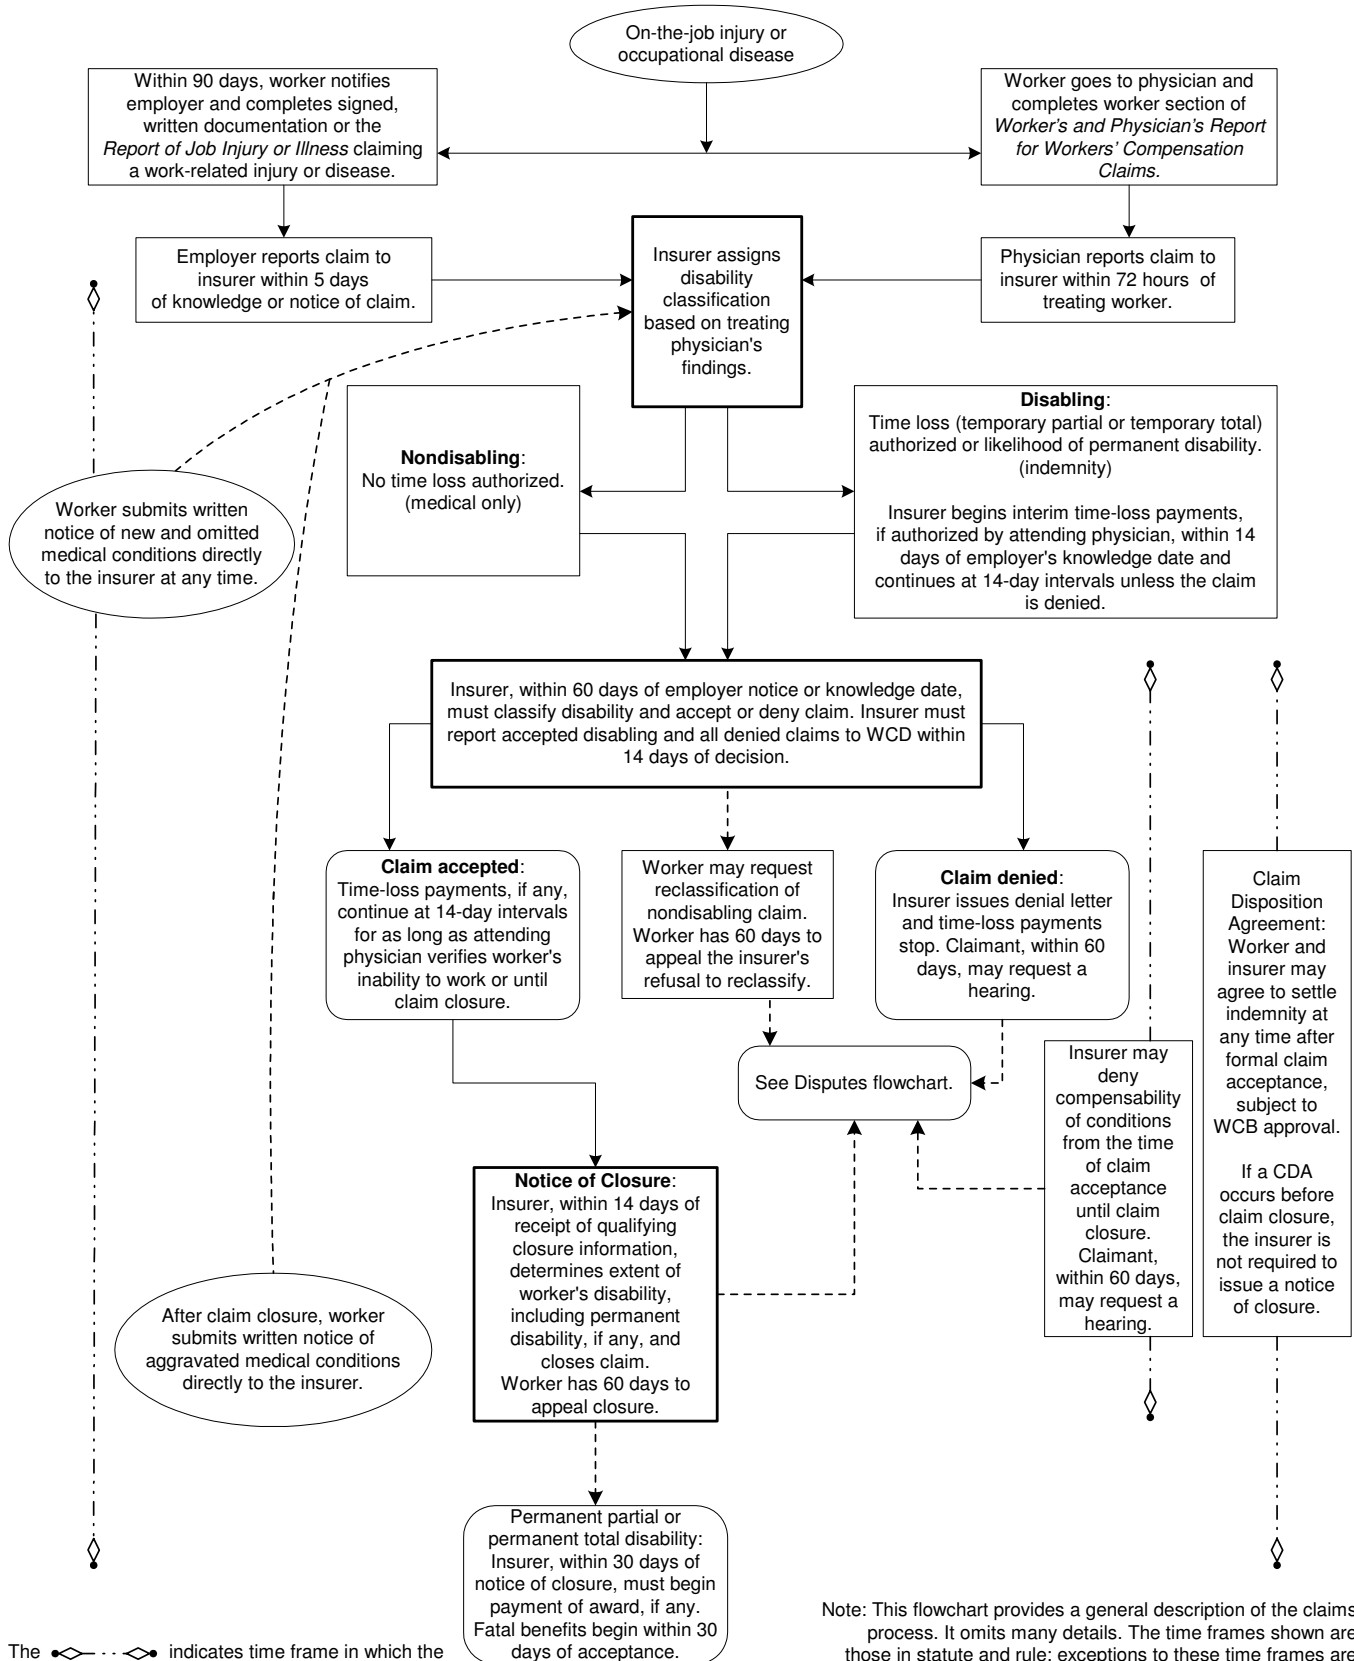 On-the-job injury or
occupational disease
Within 90 days, worker notifies
employer and completes signed,
written documentation or the
Report of Job Injury or Illness claiming
a work-related injury or disease.
Worker goes to physician and
completes worker section of
Worker's and Physician's Report
for Workers' Compensation
Claims.
Employer reports claim to
insurer within 5 days
of knowledge or notice of claim.
Insurer assigns
disability
classification
based on treating
physician's
findings.
Physician reports claim to
insurer within 72 hours of
treating worker.
Nondisabling:
No time loss authorized.
(medical only)
Disabling:
Time loss (temporary partial or temporary total)
authorized or likelihood of permanent disability.
(indemnity)
Insurer begins interim time-loss payments,
if authorized by attending physician, within 14
days of employer's knowledge date and
continues at 14-day intervals unless the claim
is denied.
Worker submits written
notice of new and omitted
medical conditions directly
to the insurer at any time.
Insurer, within 60 days of employer notice or knowledge date,
must classify disability and accept or deny claim. Insurer must
report accepted disabling and all denied claims to WCD within
14 days of decision.
Claim accepted:
Time-loss payments, if any,
continue at 14-day intervals
for as long as attending
physician verifies worker's
inability to work or until
claim closure.
Worker may request
reclassification of
nondisabling claim.
Worker has 60 days to
appeal the insurer's
refusal to reclassify.
Claim denied:
Insurer issues denial letter
and time-loss payments
stop. Claimant, within 60
days, may request a
hearing.
Claim
Disposition
Agreement:
Worker and
insurer may
agree to settle
indemnity at
any time after
formal claim
acceptance,
subject to
WCB approval.
If a CDA
occurs before
claim closure,
the insurer is
not required to
issue a notice
of closure.
See Disputes flowchart.
Insurer may
deny
compensability
of conditions
from the time
of claim
acceptance
until claim
closure.
Claimant,
within 60 days,
may request a
hearing.
Notice of Closure:
Insurer, within 14 days of
receipt of qualifying
closure information,
determines extent of
worker's disability,
including permanent
disability, if any, and
closes claim.
Worker has 60 days to
appeal closure.
After claim closure, worker
submits written notice of
aggravated medical conditions
directly to the insurer.
Permanent partial or
permanent total disability:
Insurer, within 30 days of
notice of closure, must begin
payment of award, if any.
Fatal benefits begin within 30
days of acceptance.
The indicates time frame in which the
Note: This flowchart provides a general description of the claims
process. It omits many details. The time frames shown are
those in statute and rule; exceptions to these time frames are